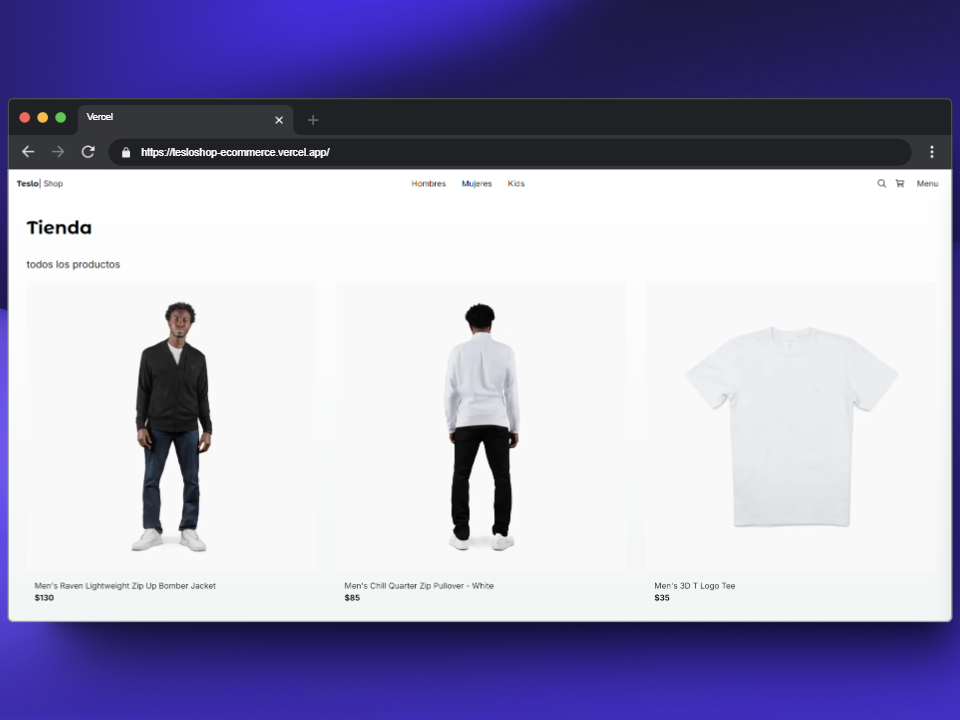 Vercel
https://tesloshop-ecommerce.vercel.app/
Teslo| Shop
Hombres Mujeres Kids
Menu
Tienda
todos los productos
Men's Raven Lightweight Zip Up Bomber Jacket
$130
Men's Chill Quarter Zip Pullover - White
$85
Men's 3D T Logo Tee
$35